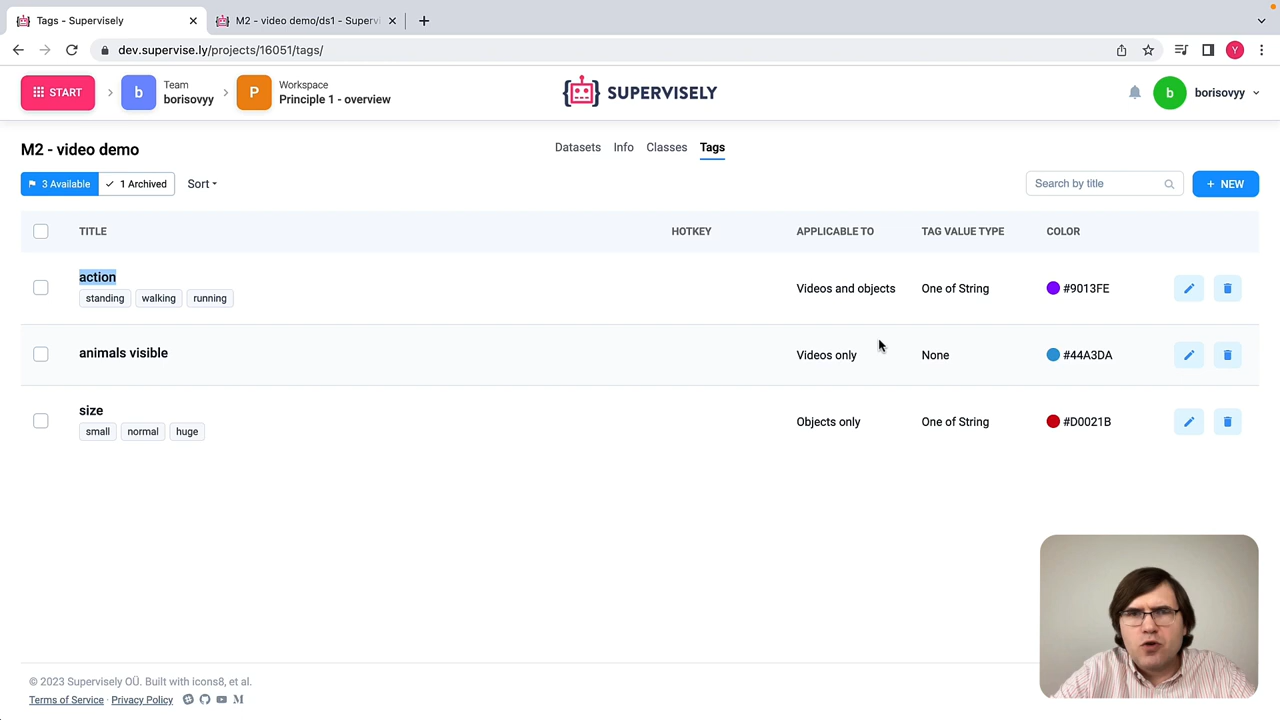 Tags - Supervisely
M2 - video demo/ds1 - Supervi
dev.supervise.ly/projects/16051/tags/
Y
START
b
Team
borisovyy
P
Workspace
Principle 1 - overview
SUPERVISELY
b
borisovyy
M2 - video demo
Datasets
Info
Classes
Tags
3 Available
1 Archived
Sort
Search by title
+ NEW
TITLE
HOTKEY
APPLICABLE TO
TAG VALUE TYPE
COLOR
action
standing
walking
running
Videos and objects
One of String
#9013FE
animals visible
Videos only
None
#44A3DA
size
small
normal
huge
Objects only
One of String
#D0021B
© 2023 Supervisely OÜ. Built with icons8, et al.
Terms of Service · Privacy Policy